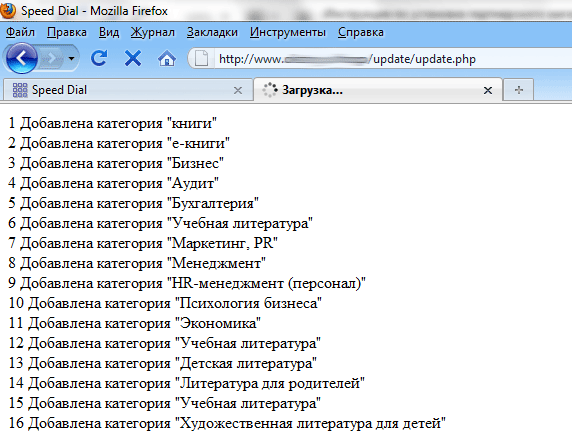 Speed Dial - Mozilla Firefox
Файл Правка Вид Журнал Закладки Инструменты Справка
http://www. /update/update.php
Speed Dial Загрузка...
1 Добавлена категория "книги"
2 Добавлена категория "е-книги"
3 Добавлена категория "Бизнес"
4 Добавлена категория "Аудит"
5 Добавлена категория "Бухгалтерия"
6 Добавлена категория "Учебная литература"
7 Добавлена категория "Маркетинг, PR"
8 Добавлена категория "Менеджмент"
9 Добавлена категория "HR-менеджмент (персонал)"
10 Добавлена категория "Психология бизнеса"
11 Добавлена категория "Экономика"
12 Добавлена категория "Учебная литература"
13 Добавлена категория "Детская литература"
14 Добавлена категория "Литература для родителей"
15 Добавлена категория "Учебная литература"
16 Добавлена категория "Художественная литература для детей"